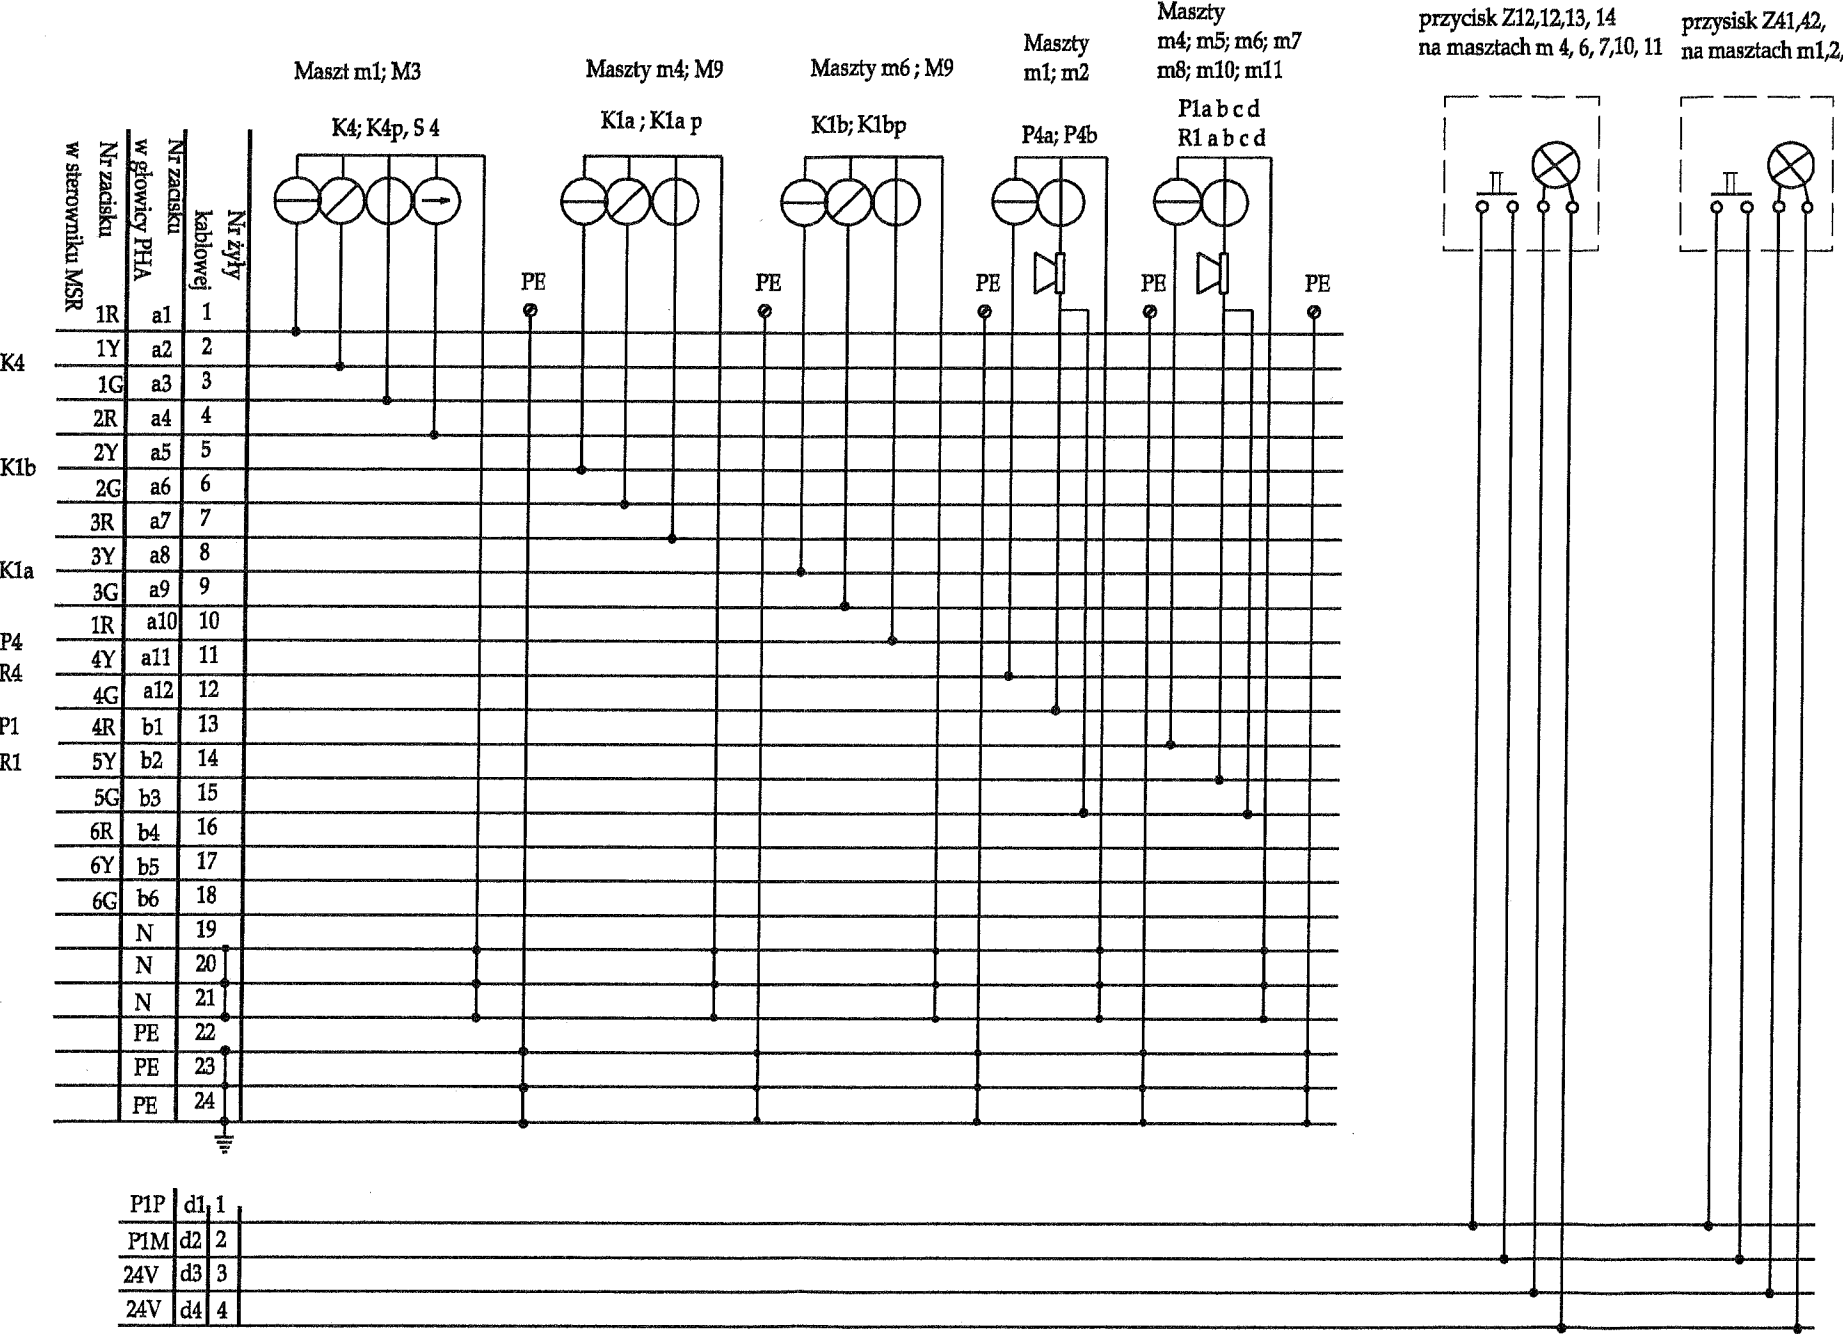 Maszt m1; M3
K4; K4p, S 4
Maszty m4; M9
K1a ; K1a p
Maszty m6 ; M9
K1b; K1bp
Maszty
m1; m2
P4a; P4b
Maszty
m4; m5; m6; m7
m8; m10; m11
P1a b c d
R1 a b c d
przycisk Z12,12,13, 14
na masztach m 4, 6, 7,10, 11
przysisk Z41,42,
na masztach m1,2,
Nr zacisku
w sterowniku MSR
Nr zacisku
w głowicy PHA
Nr żyły
kablowej
PE
PE
PE
PE
PE
1R a1 1
1Y a2 2
K4
1G a3 3
2R a4 4
2Y a5 5
K1b
2G a6 6
3R a7 7
3Y a8 8
K1a
3G a9 9
1R a10 10
P4
4Y a11 11
R4
4G a12 12
P1 4R b1 13
R1 5Y b2 14
5G b3 15
6R b4 16
6Y b5 17
6G b6 18
N 19
N 20
N 21
PE 22
PE 23
PE 24
P1P d1 1
P1M d2 2
24V d3 3
24V d4 4